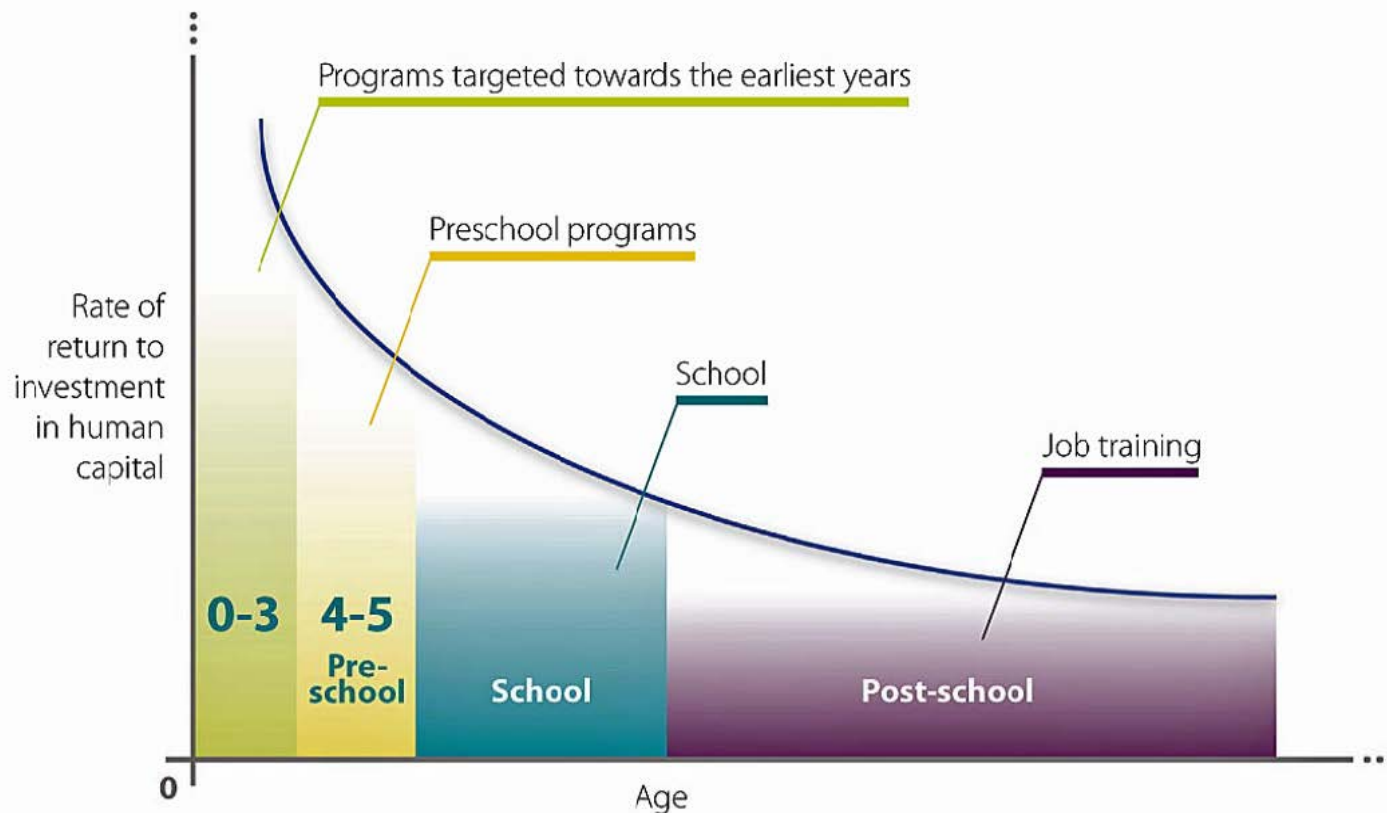 Programs targeted towards the earliest years
Preschool programs
Rate of
return to
investment
in human
capital
School
Job training
0-3
4-5
Pre-
school
School
Post-school
0
Age